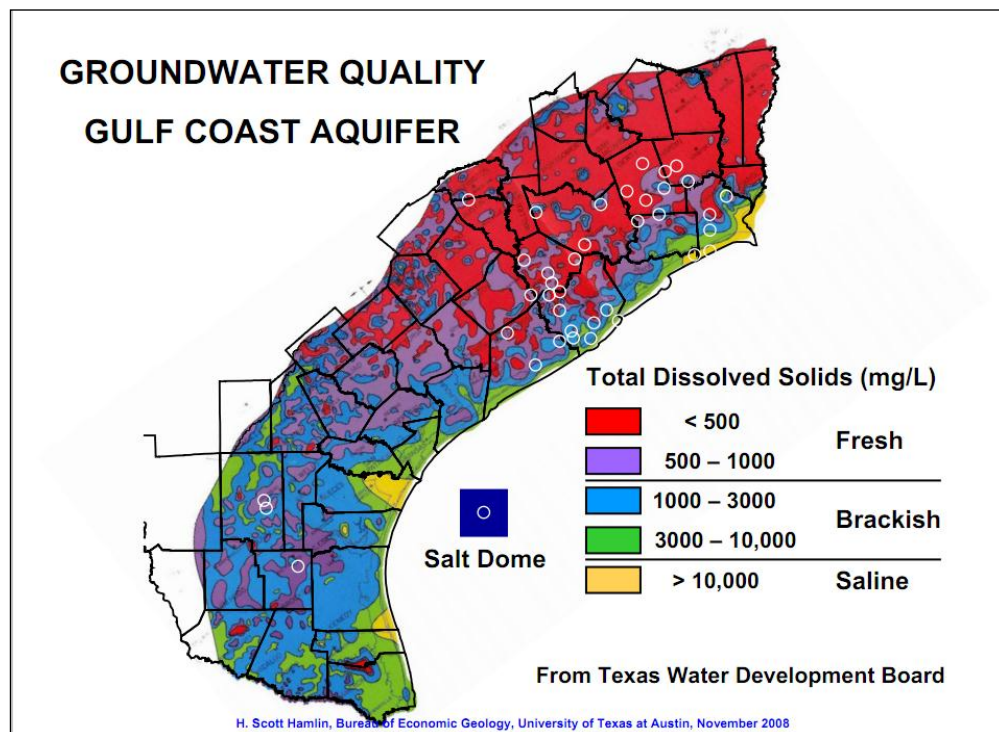 GROUNDWATER QUALITY
GULF COAST AQUIFER
Total Dissolved Solids (mg/L)
< 500
Fresh
500 – 1000
1000 – 3000
Brackish
3000 – 10,000
> 10,000
Saline
Salt Dome
From Texas Water Development Board
H. Scott Hamlin, Bureau of Economic Geology, University of Texas at Austin, November 2008